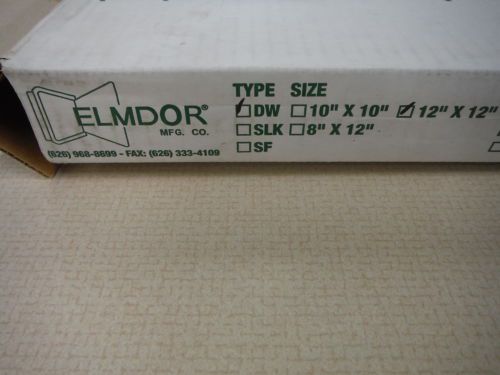 ELMDOR®
MFG. CO.
(626) 968-8699 - FAX: (626) 333-4109
TYPE SIZE
DW 10" X 10" 12" X 12"
SLK 8" X 12"
SF